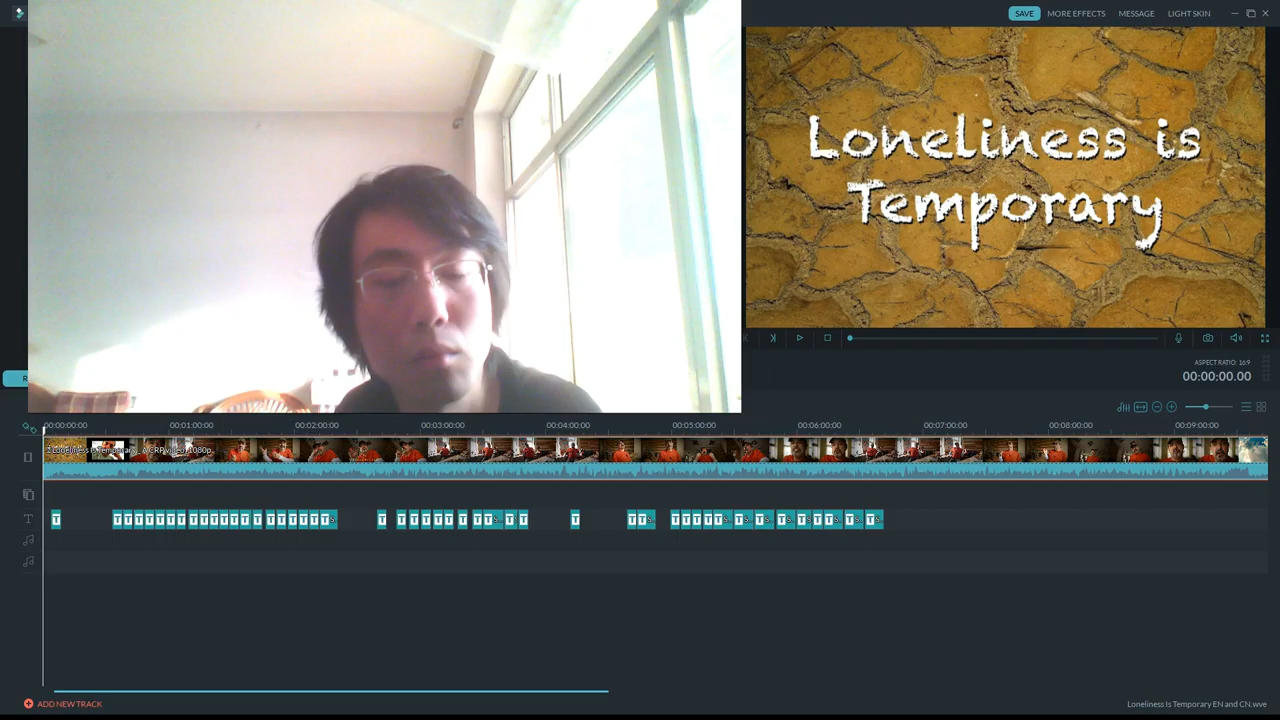 SAVE MORE EFFECTS MESSAGE LIGHT SKIN
Loneliness is
Temporary
ASPECT RATIO: 16:9
00:00:00.00
00:00:00:00 00:01:00:00 00:02:00:00 00:03:00:00 00:04:00:00 00:05:00:00 00:06:00:00 00:07:00:00 00:08:00:00 00:09:00:00
ADD NEW TRACK
Loneliness Is Temporary EN and CN.wve